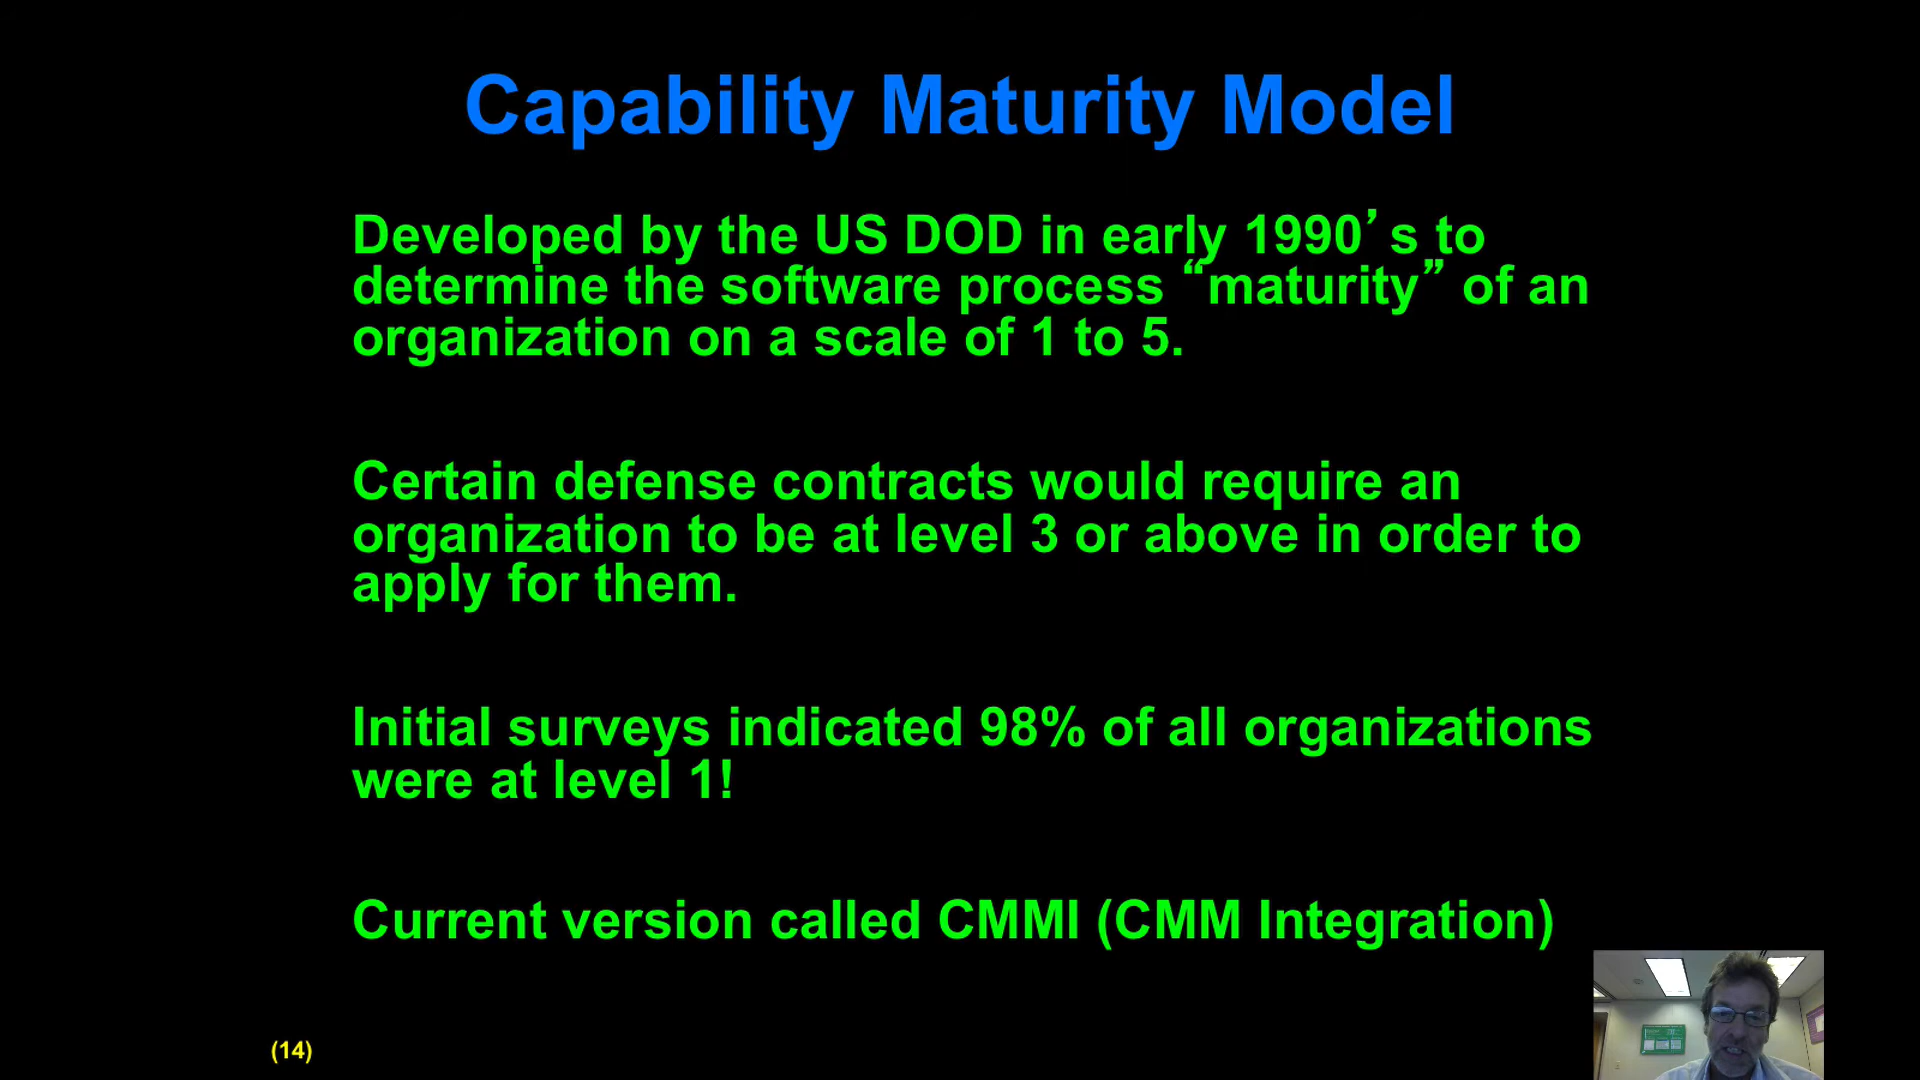 Capability Maturity Model
Developed by the US DOD in early 1990’s to
determine the software process “maturity” of an
organization on a scale of 1 to 5.
Certain defense contracts would require an
organization to be at level 3 or above in order to
apply for them.
Initial surveys indicated 98% of all organizations
were at level 1!
Current version called CMMI (CMM Integration)
(14)